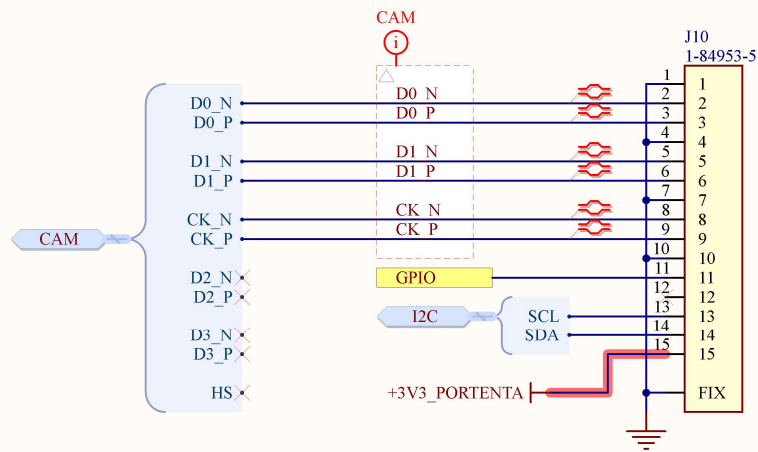 CAM
i
J10
1-84953-5
1
1
D0_N
D0_N
2
2
D0_P
D0_P
3
3
4
D1_N
D1_N
5
5
D1_P
D1_P
6
6
7
7
CK_N
CK_N
8
8
CAM
CK_P
CK_P
9
9
10
10
D2_N
GPIO
11
11
D2_P
12
12
I2C
SCL
13
13
D3_N
SDA
14
14
D3_P
15
15
HS
+3V3_PORTENTA
FIX